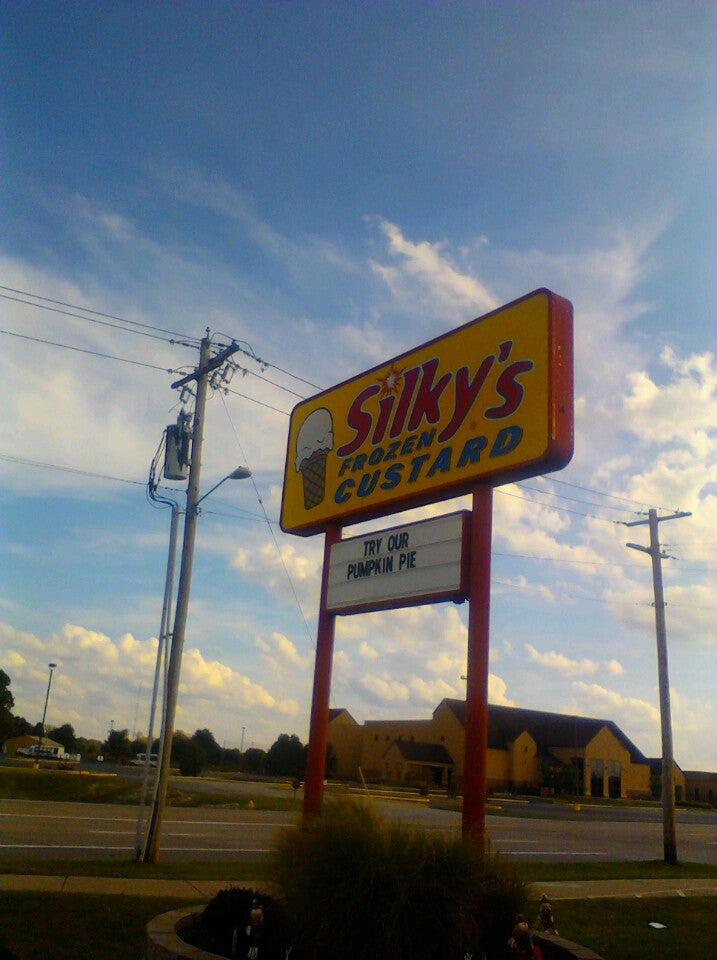 Silky's
FROZEN
CUSTARD
TRY OUR
PUMPKIN PIE